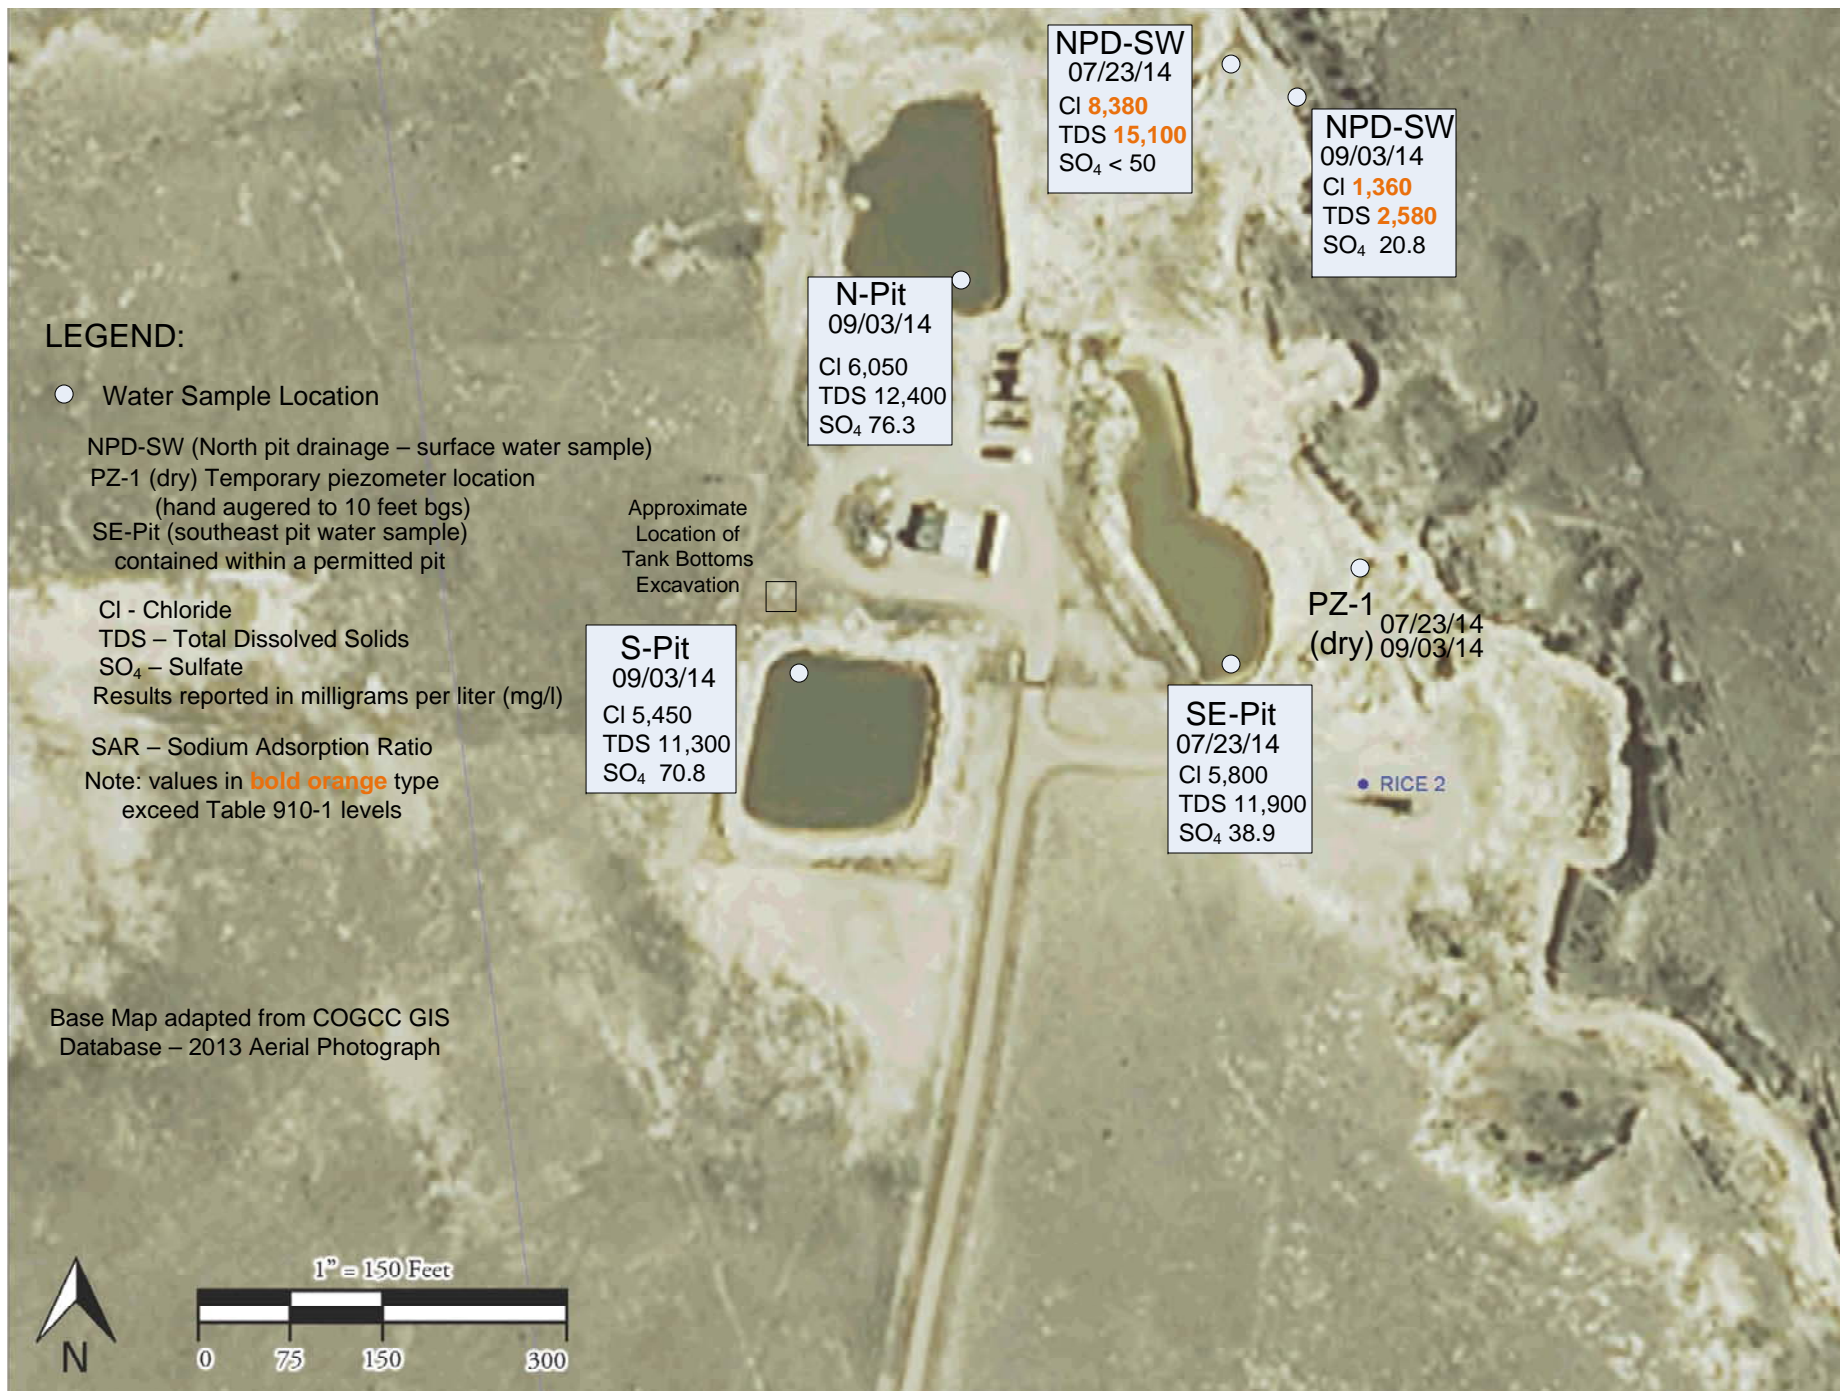 NPD-SW
07/23/14
Cl 8,380
TDS 15,100
SO₄ < 50
NPD-SW
09/03/14
Cl 1,360
TDS 2,580
SO₄ 20.8
N-Pit
09/03/14
Cl 6,050
TDS 12,400
SO₄ 76.3
LEGEND:
Water Sample Location
NPD-SW (North pit drainage – surface water sample)
PZ-1 (dry) Temporary piezometer location
(hand augered to 10 feet bgs)
SE-Pit (southeast pit water sample)
contained within a permitted pit
Cl - Chloride
TDS – Total Dissolved Solids
SO₄ – Sulfate
Results reported in milligrams per liter (mg/l)
SAR – Sodium Adsorption Ratio
Note: values in bold orange type
exceed Table 910-1 levels
Approximate
Location of
Tank Bottoms
Excavation
S-Pit
09/03/14
Cl 5,450
TDS 11,300
SO₄ 70.8
PZ-1
(dry)
07/23/14
09/03/14
SE-Pit
07/23/14
Cl 5,800
TDS 11,900
SO₄ 38.9
RICE 2
Base Map adapted from COGCC GIS
Database – 2013 Aerial Photograph
1” = 150 Feet
0 75 150 300
N